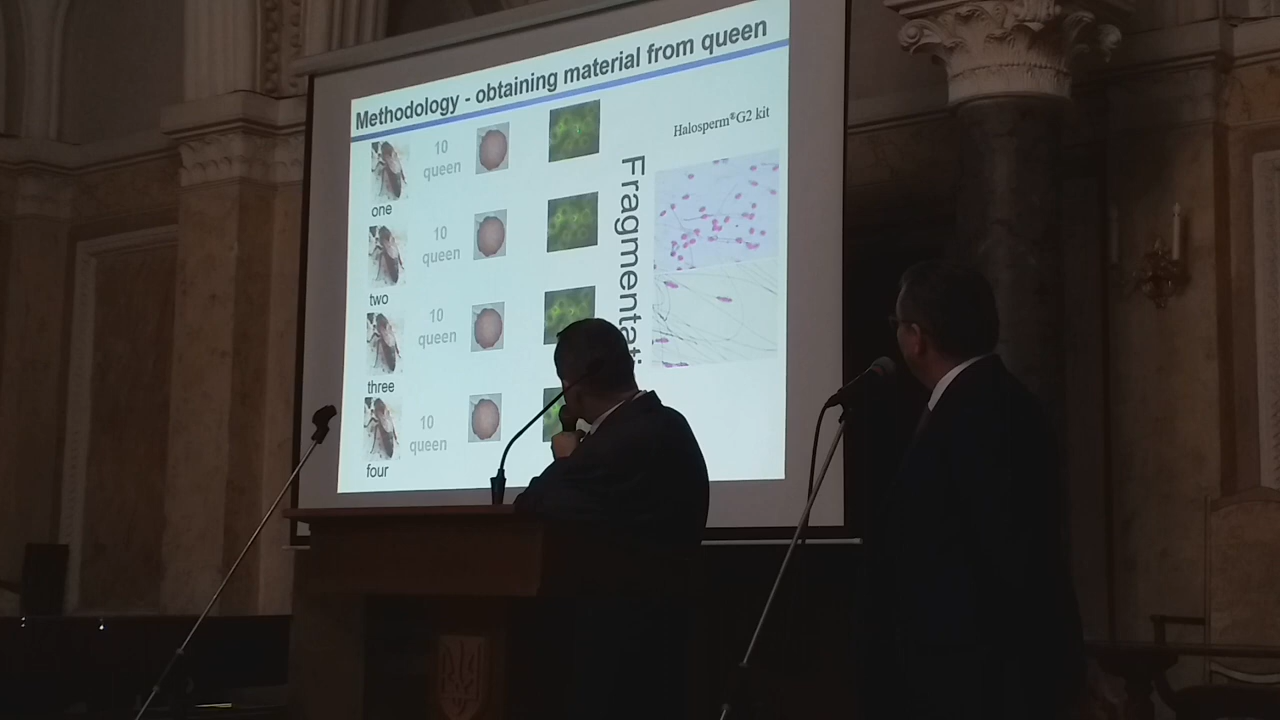 Methodology - obtaining material from queen
Halosperm®G2 kit
10
queen
one
10
queen
two
10
queen
three
10
queen
four
Fragmentat